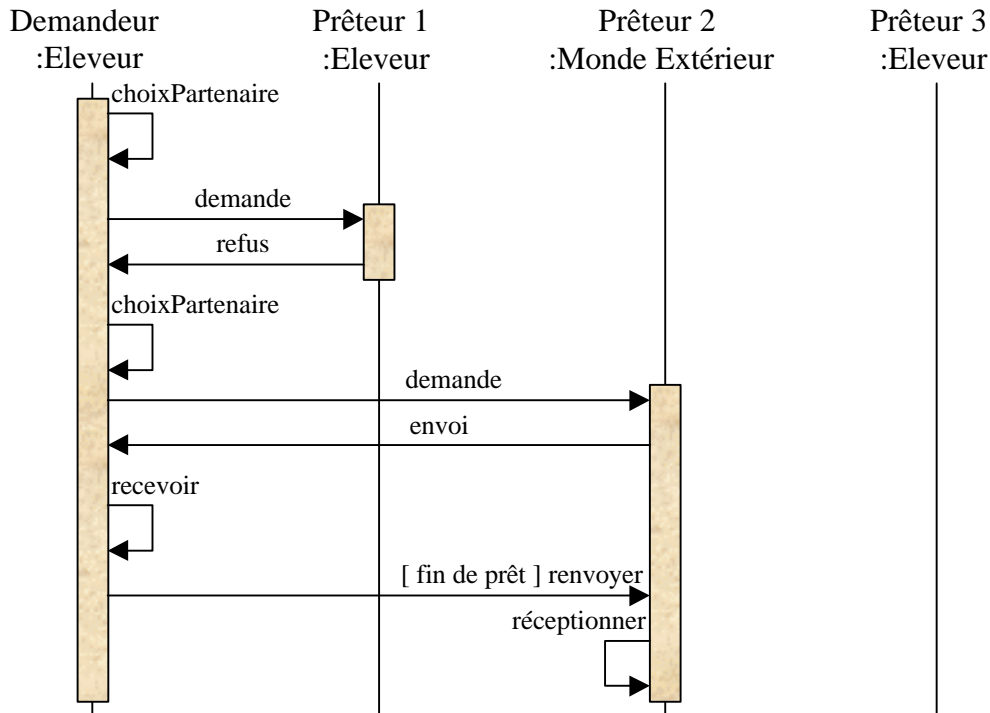 Demandeur
:Eleveur
Prêteur 1
:Eleveur
Prêteur 2
:Monde Extérieur
Prêteur 3
:Eleveur
choixPartenaire
demande
refus
choixPartenaire
demande
envoi
recevoir
[ fin de prêt ] renvoyer
réceptionner